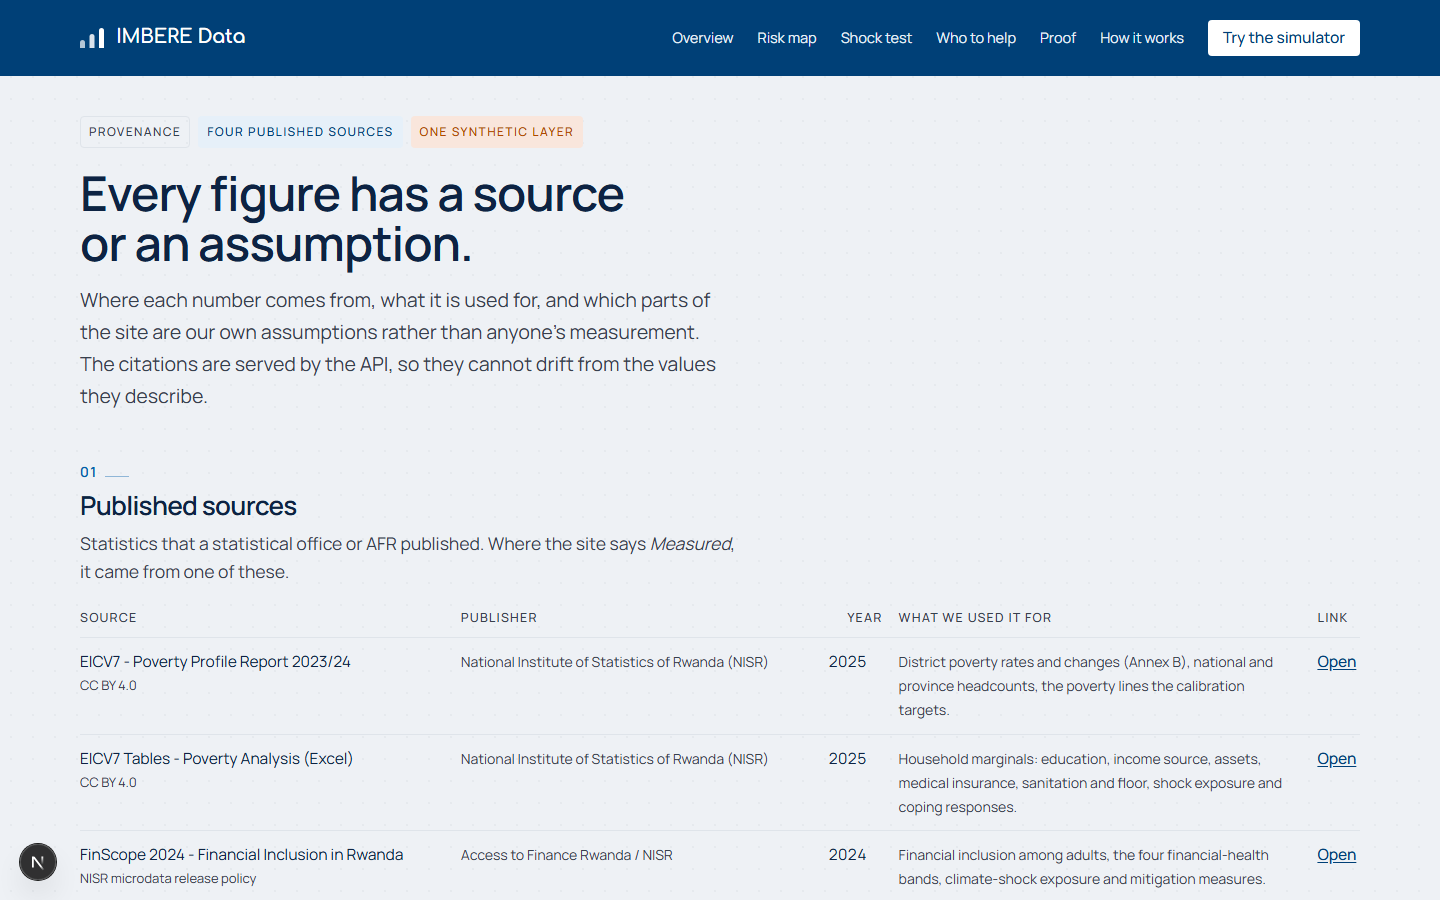 IMBERE Data
Overview Risk map Shock test Who to help Proof How it works Try the simulator
PROVENANCE FOUR PUBLISHED SOURCES ONE SYNTHETIC LAYER
Every figure has a source
or an assumption.
Where each number comes from, what it is used for, and which parts of
the site are our own assumptions rather than anyone's measurement.
The citations are served by the API, so they cannot drift from the values
they describe.
01
Published sources
Statistics that a statistical office or AFR published. Where the site says Measured,
it came from one of these.
SOURCE PUBLISHER YEAR WHAT WE USED IT FOR LINK
EICV7 - Poverty Profile Report 2023/24 National Institute of Statistics of Rwanda (NISR) 2025 District poverty rates and changes (Annex B), national and Open
CC BY 4.0 province headcounts, the poverty lines the calibration
targets.
EICV7 Tables - Poverty Analysis (Excel) National Institute of Statistics of Rwanda (NISR) 2025 Household marginals: education, income source, assets, Open
CC BY 4.0 medical insurance, sanitation and floor, shock exposure and
coping responses.
FinScope 2024 - Financial Inclusion in Rwanda Access to Finance Rwanda / NISR 2024 Financial inclusion among adults, the four financial-health Open
NISR microdata release policy bands, climate-shock exposure and mitigation measures.
N